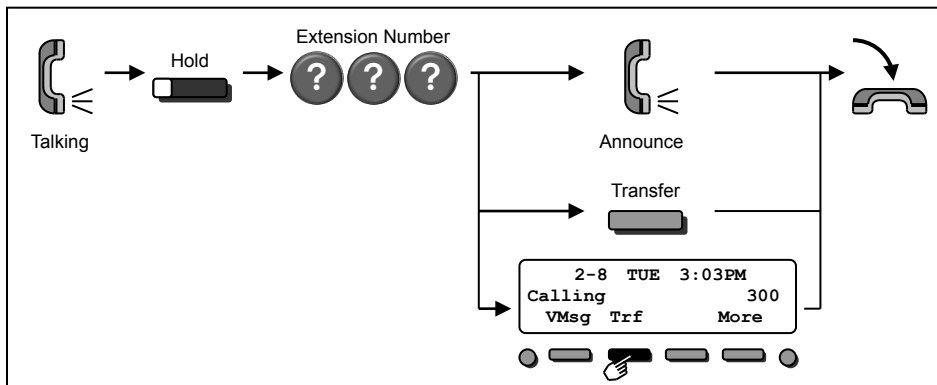 Extension Number
Hold
? ? ?
Talking
Announce
Transfer
2-8 TUE 3:03PM
Calling 300
VMsg Trf More